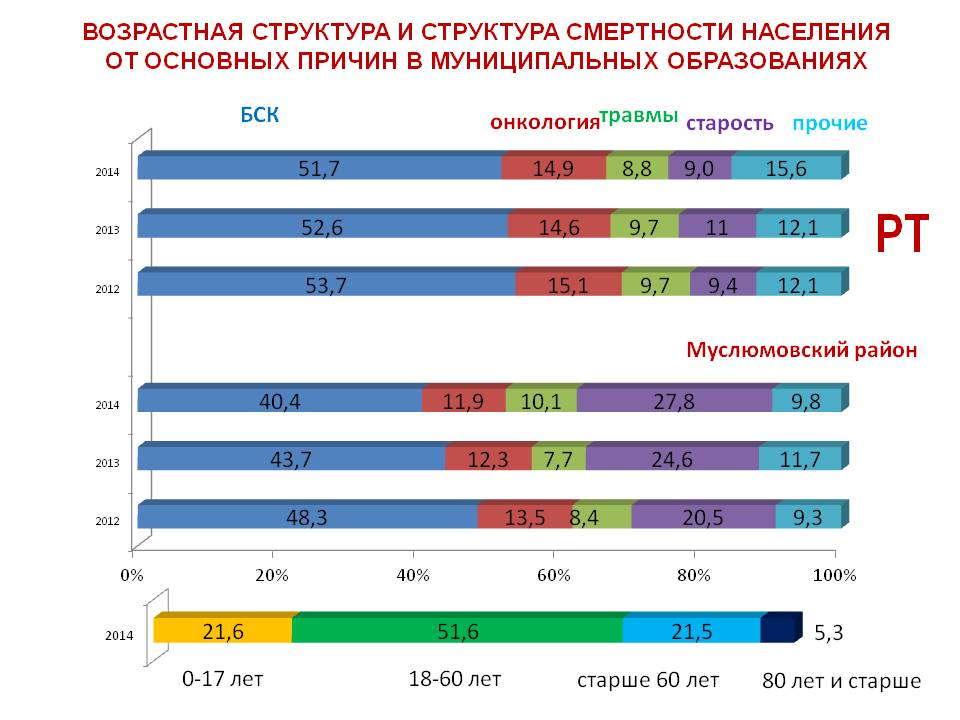 ВОЗРАСТНАЯ СТРУКТУРА И СТРУКТУРА СМЕРТНОСТИ НАСЕЛЕНИЯ
ОТ ОСНОВНЫХ ПРИЧИН В МУНИЦИПАЛЬНЫХ ОБРАЗОВАНИЯХ
БСК онкология травмы старость прочие
2014 51,7 14,9 8,8 9,0 15,6
2013 52,6 14,6 9,7 11 12,1
РТ
2012 53,7 15,1 9,7 9,4 12,1
Муслюмовский район
2014 40,4 11,9 10,1 27,8 9,8
2013 43,7 12,3 7,7 24,6 11,7
2012 48,3 13,5 8,4 20,5 9,3
0% 20% 40% 60% 80% 100%
2014 21,6 51,6 21,5 5,3
0-17 лет 18-60 лет старше 60 лет 80 лет и старше